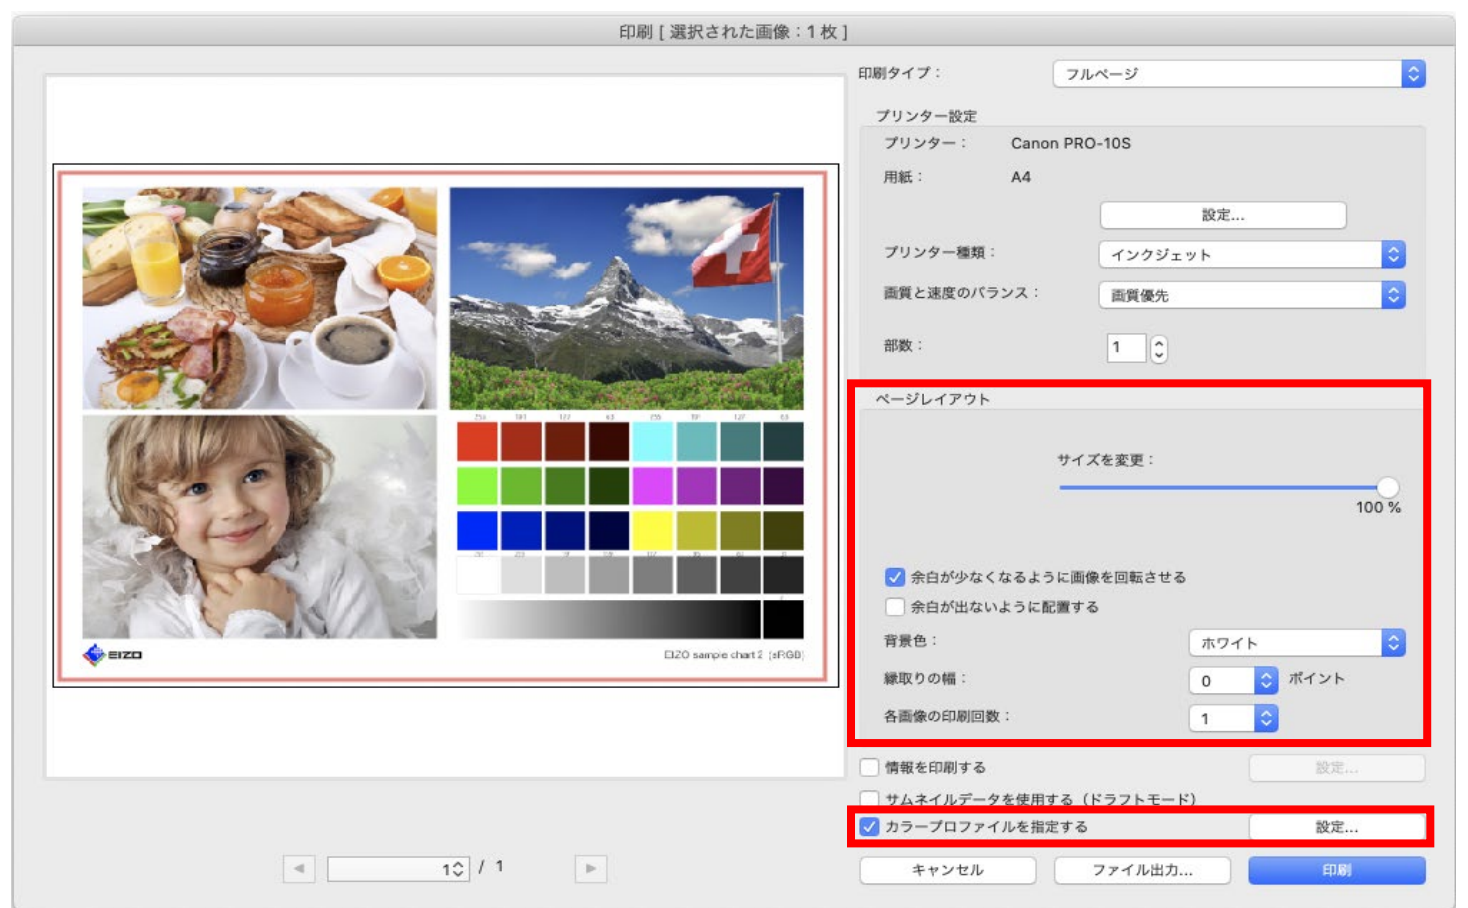 印刷 [ 選択された画像：1 枚 ]
印刷タイプ： フルページ
プリンター設定
プリンター： Canon PRO-10S
用紙： A4
設定...
プリンター種類： インクジェット
画質と速度のバランス： 画質優先
部数： 1
ページレイアウト
サイズを変更：
100 %
余白が少なくなるように画像を回転させる
余白が出ないように配置する
背景色： ホワイト
縁取りの幅： 0 ポイント
各画像の印刷回数： 1
情報を印刷する 設定...
サムネイルデータを使用する（ドラフトモード）
カラープロファイルを指定する 設定...
キャンセル ファイル出力... 印刷
EIZO EIZO sample chart 2 (sRGB)
1 / 1